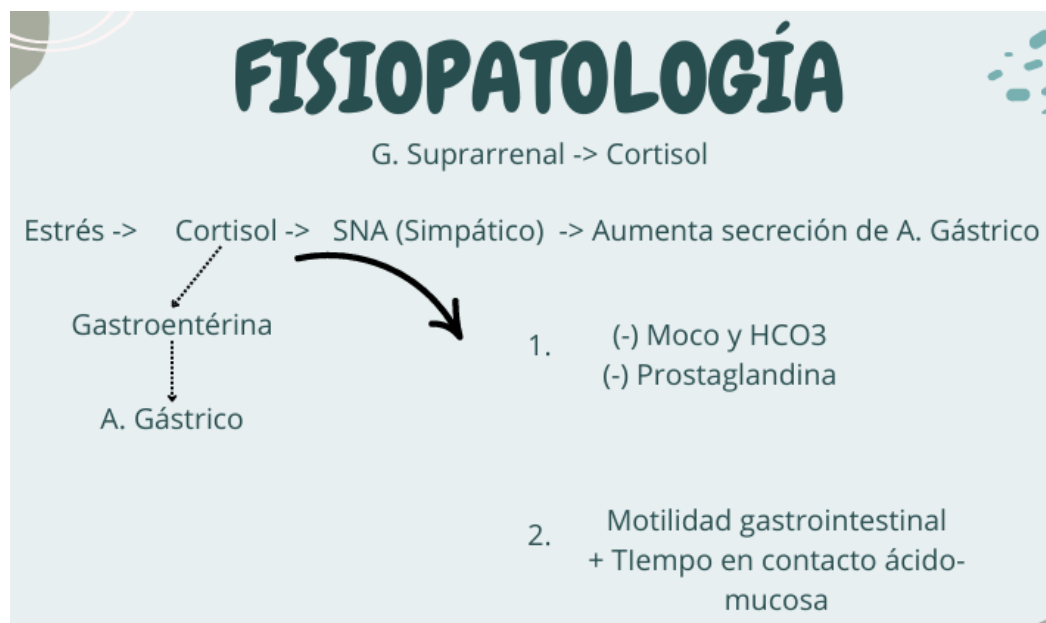 FISIOPATOLOGÍA
G. Suprarrenal -> Cortisol
Estrés -> Cortisol -> SNA (Simpático) -> Aumenta secreción de A. Gástrico
Gastroentérina
A. Gástrico
1. (-) Moco y HCO3
(-) Prostaglandina
2. Motilidad gastrointestinal
+ TIempo en contacto ácido-
mucosa